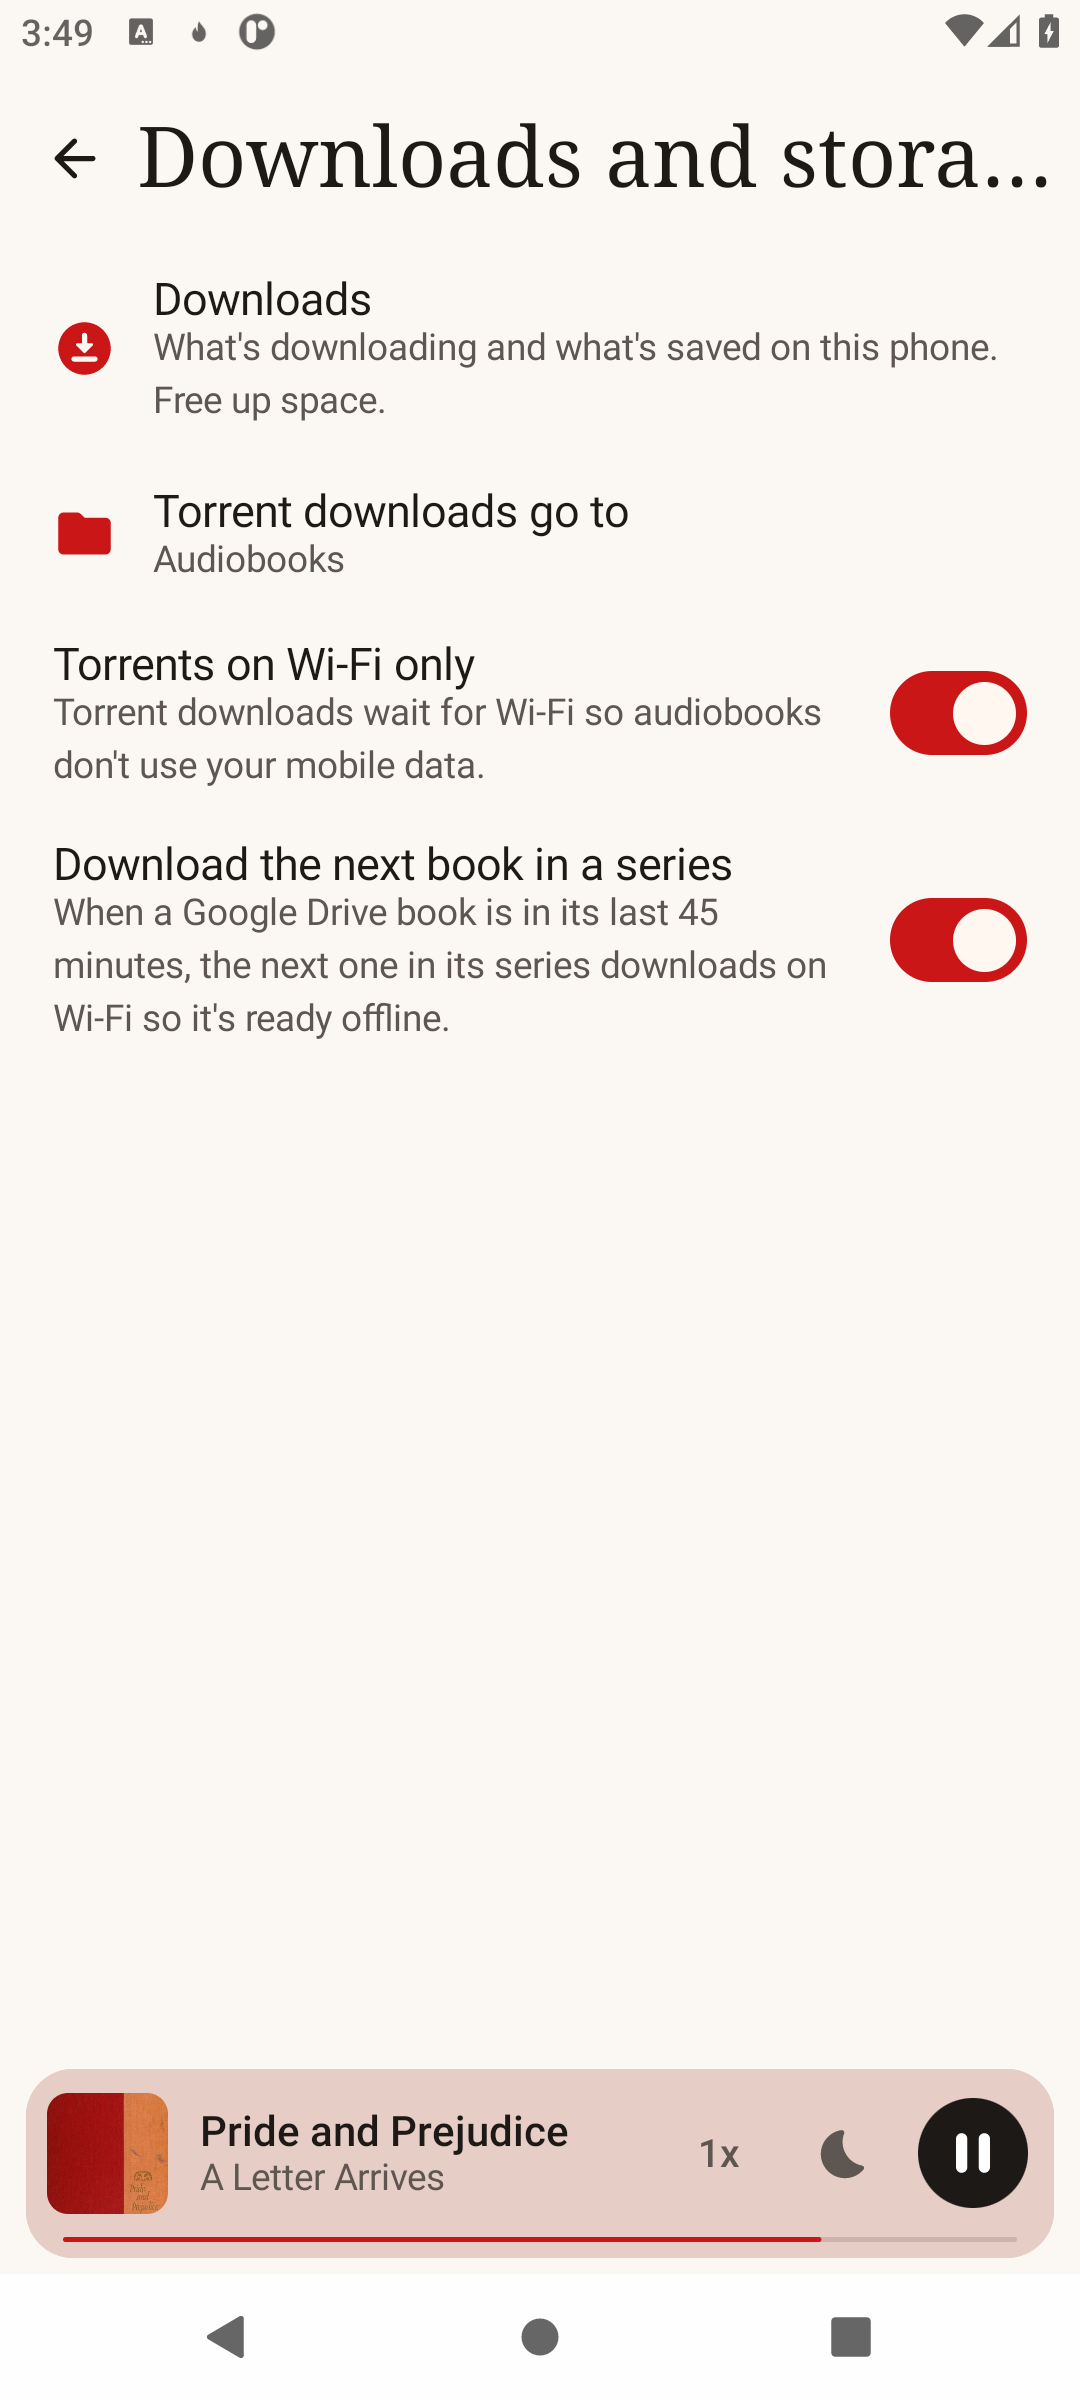 3:49
Downloads and stora...
Downloads
What's downloading and what's saved on this phone.
Free up space.
Torrent downloads go to
Audiobooks
Torrents on Wi-Fi only
Torrent downloads wait for Wi-Fi so audiobooks
don't use your mobile data.
Download the next book in a series
When a Google Drive book is in its last 45
minutes, the next one in its series downloads on
Wi-Fi so it's ready offline.
Pride and Prejudice
A Letter Arrives
1x